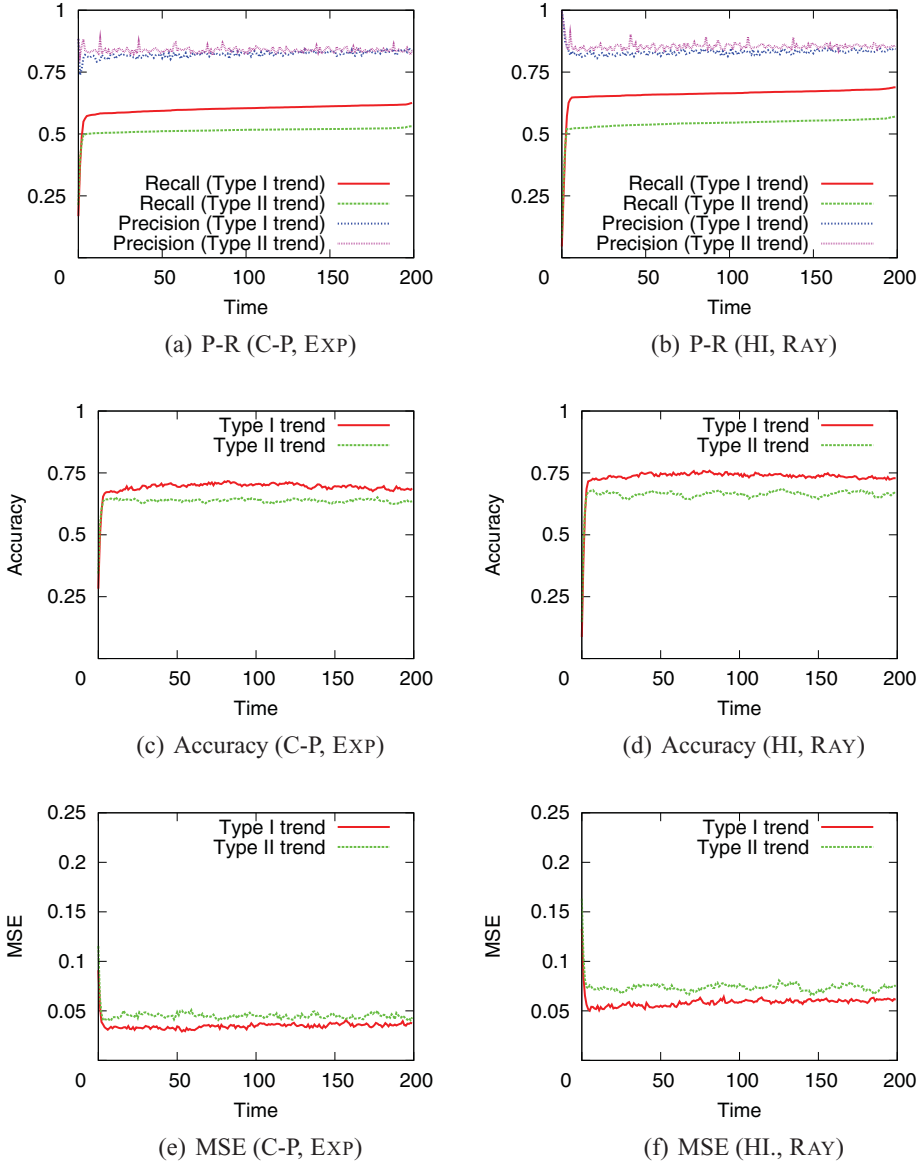 1
0.75
0.5
0.25
0
Recall (Type I trend)
Recall (Type II trend)
Precision (Type I trend)
Precision (Type II trend)
0 50 100 150 200
Time
(a) P-R (C-P, EXP)
1
0.75
0.5
0.25
0
Recall (Type I trend)
Recall (Type II trend)
Precision (Type I trend)
Precision (Type II trend)
0 50 100 150 200
Time
(b) P-R (HI, RAY)
1
0.75
0.5
0.25
Accuracy
Type I trend
Type II trend
0 50 100 150 200
Time
(c) Accuracy (C-P, EXP)
1
0.75
0.5
0.25
Accuracy
Type I trend
Type II trend
0 50 100 150 200
Time
(d) Accuracy (HI, RAY)
0.25
0.2
0.15
0.1
0.05
MSE
Type I trend
Type II trend
0 50 100 150 200
Time
(e) MSE (C-P, EXP)
0.25
0.2
0.15
0.1
0.05
MSE
Type I trend
Type II trend
0 50 100 150 200
Time
(f) MSE (HI., RAY)